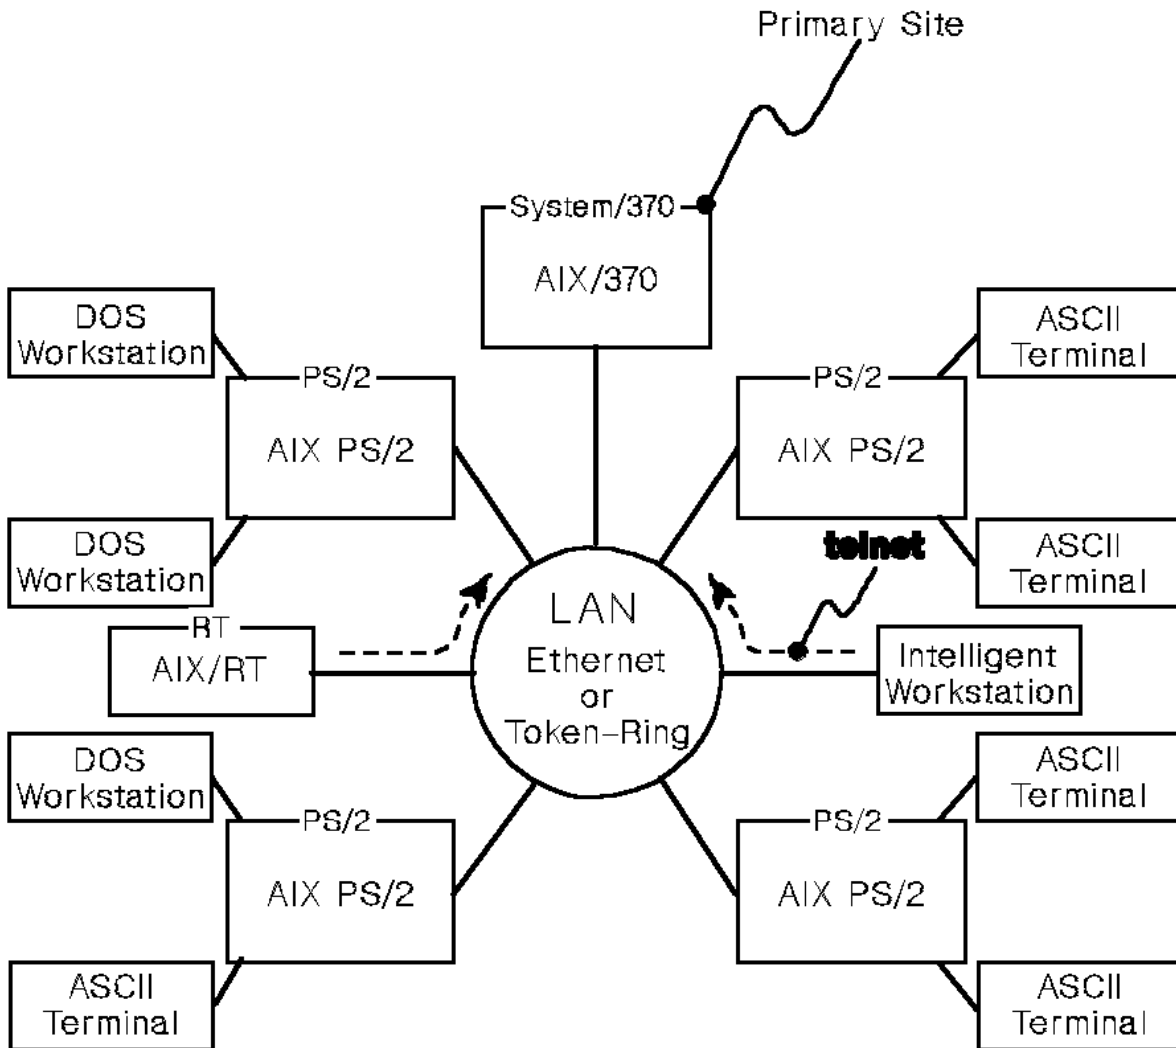 Primary Site
System/370
AIX/370
DOS
Workstation
PS/2
AIX PS/2
DOS
Workstation
ASCII
Terminal
PS/2
AIX PS/2
ASCII
Terminal
telnet
RT
AIX/RT
LAN
Ethernet
or
Token-Ring
Intelligent
Workstation
DOS
Workstation
PS/2
AIX PS/2
ASCII
Terminal
ASCII
Terminal
PS/2
AIX PS/2
ASCII
Terminal